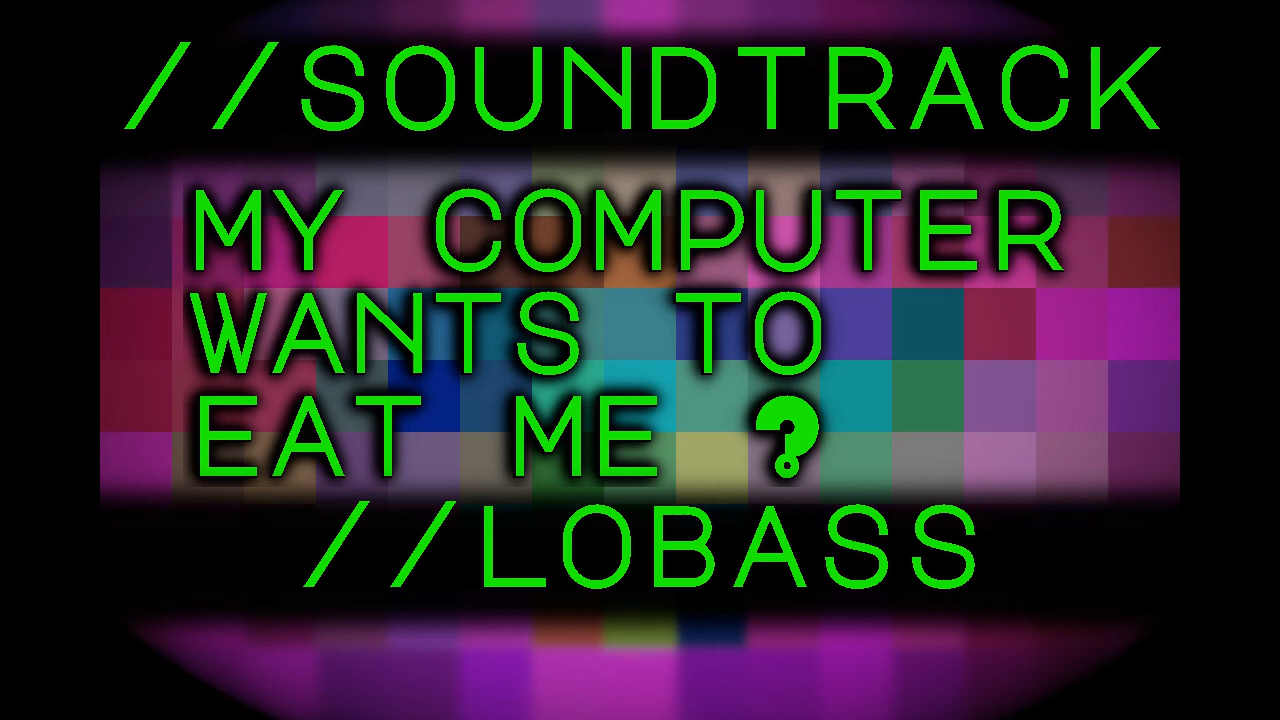 //SOUNDTRACK
MY COMPUTER
WANTS TO
EAT ME ?
//LOBASS